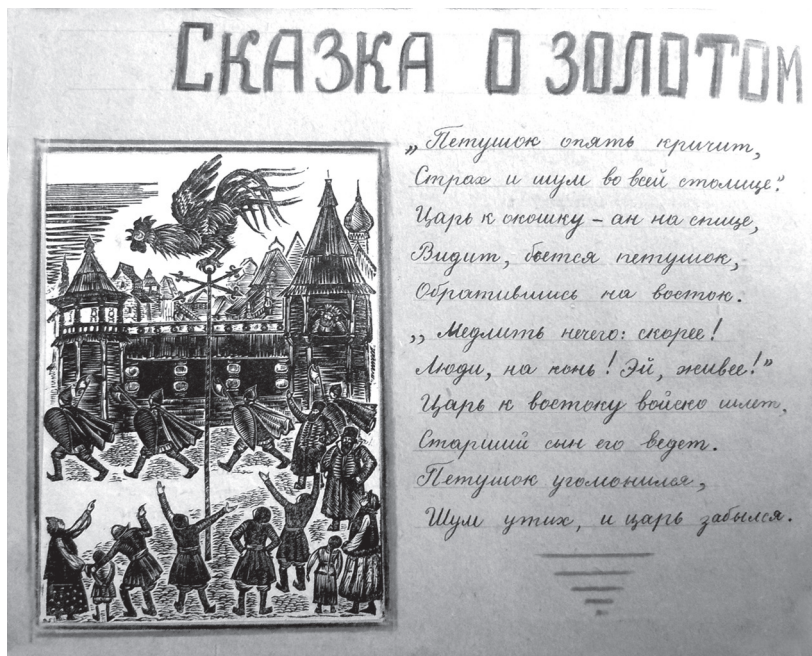 СКАЗКА О ЗОЛОТОМ
„Петушок опять кричит,
Страх и шум во всей столице."
Царь к окошку – ан на спице,
Видит, бьется петушок,
Обратившись на восток.
,, Медлить нечего: скорее!
Люди, на конь! Эй, живее!"
Царь к востоку войско шлет,
Старший сын его ведет.
Петушок угомонился,
Шум утих, и царь забылся.